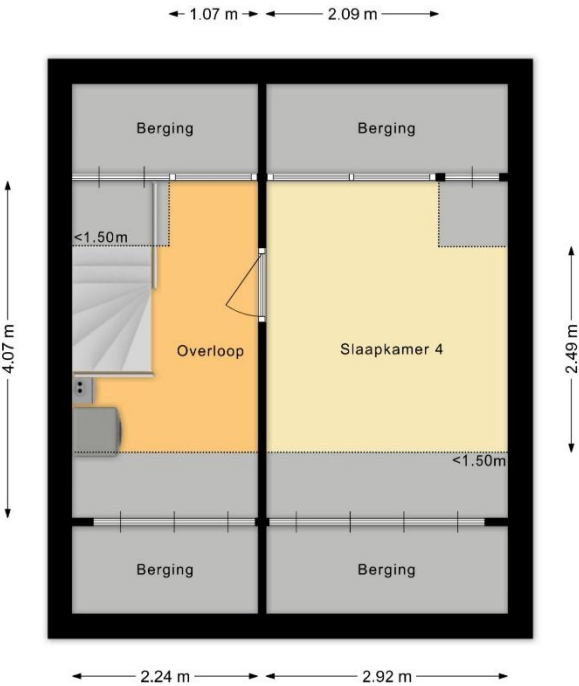 1.07 m
2.09 m
Berging
Berging
<1.50m
4.07 m
2.49 m
Overloop
Slaapkamer 4
<1.50m
Berging
Berging
2.24 m
2.92 m